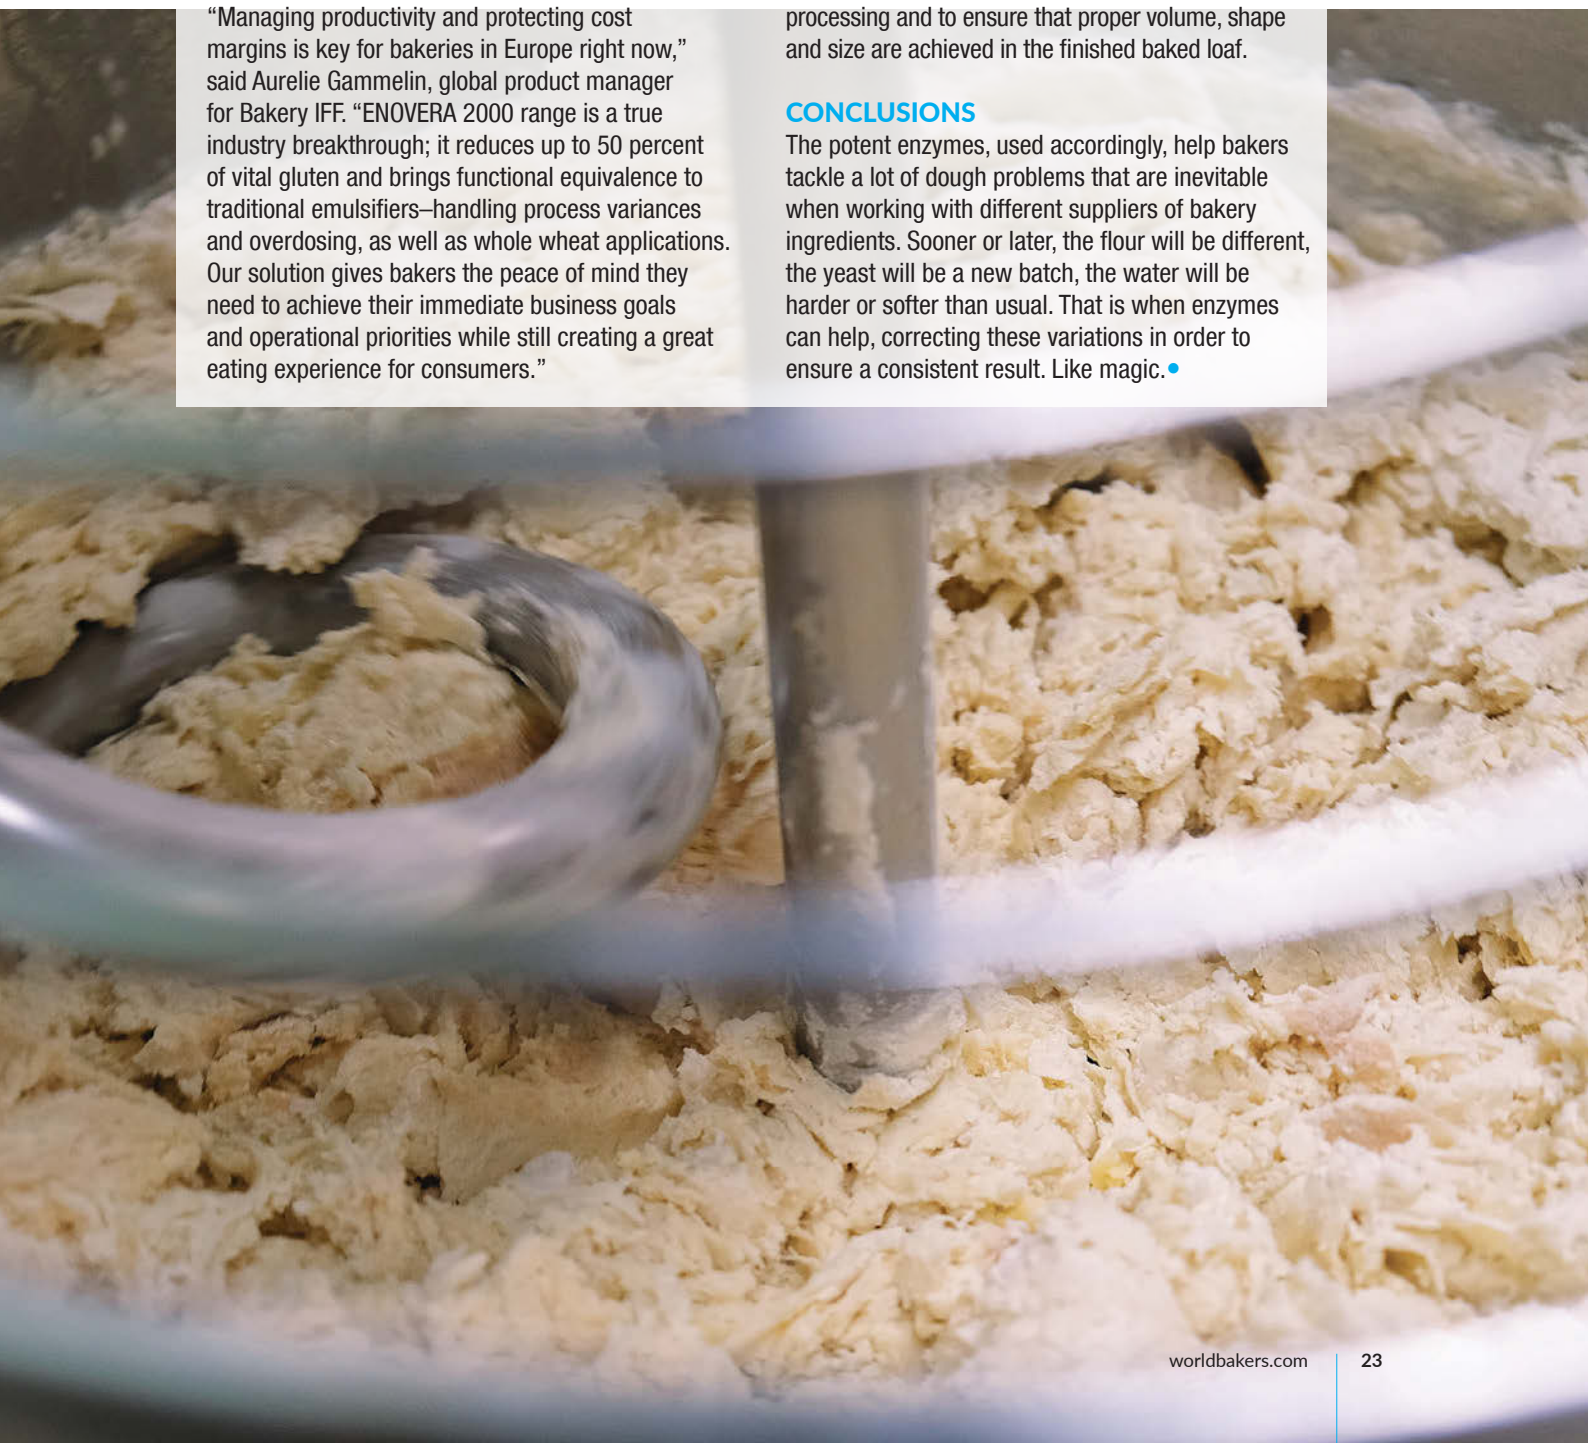 “Managing productivity and protecting cost
margins is key for bakeries in Europe right now,”
said Aurelie Gammelin, global product manager
for Bakery IFF. “ENOVERA 2000 range is a true
industry breakthrough; it reduces up to 50 percent
of vital gluten and brings functional equivalence to
traditional emulsifiers–handling process variances
and overdosing, as well as whole wheat applications.
Our solution gives bakers the peace of mind they
need to achieve their immediate business goals
and operational priorities while still creating a great
eating experience for consumers.”
processing and to ensure that proper volume, shape
and size are achieved in the finished baked loaf.
CONCLUSIONS
The potent enzymes, used accordingly, help bakers
tackle a lot of dough problems that are inevitable
when working with different suppliers of bakery
ingredients. Sooner or later, the flour will be different,
the yeast will be a new batch, the water will be
harder or softer than usual. That is when enzymes
can help, correcting these variations in order to
ensure a consistent result. Like magic.•
worldbakers.com
23